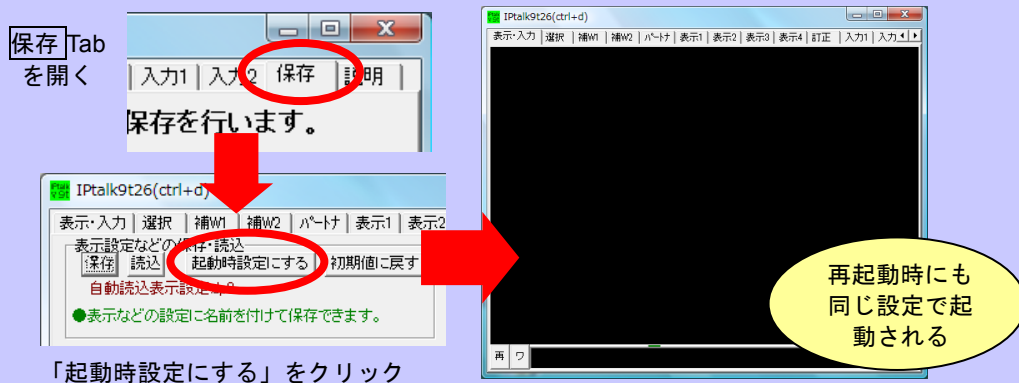 保存 Tab
を開く
入力1 入力2 保存 説明
保存を行います。
IPtalk9t26(ctrl+d)
表示・入力 選択 補W1 補W2 パートナ 表示1 表示2
表示設定などの保存・読込
保存 読込 起動時設定にする 初期値に戻す
自動読込表示設定は
●表示などの設定に名前を付けて保存できます。
「起動時設定にする」をクリック
IPtalk9t26(ctrl+d)
表示・入力 選択 補W1 補W2 パートナ 表示1 表示2 表示3 表示4 訂正 入力1 入力
再 ワ
再起動時にも
同じ設定で起
動される